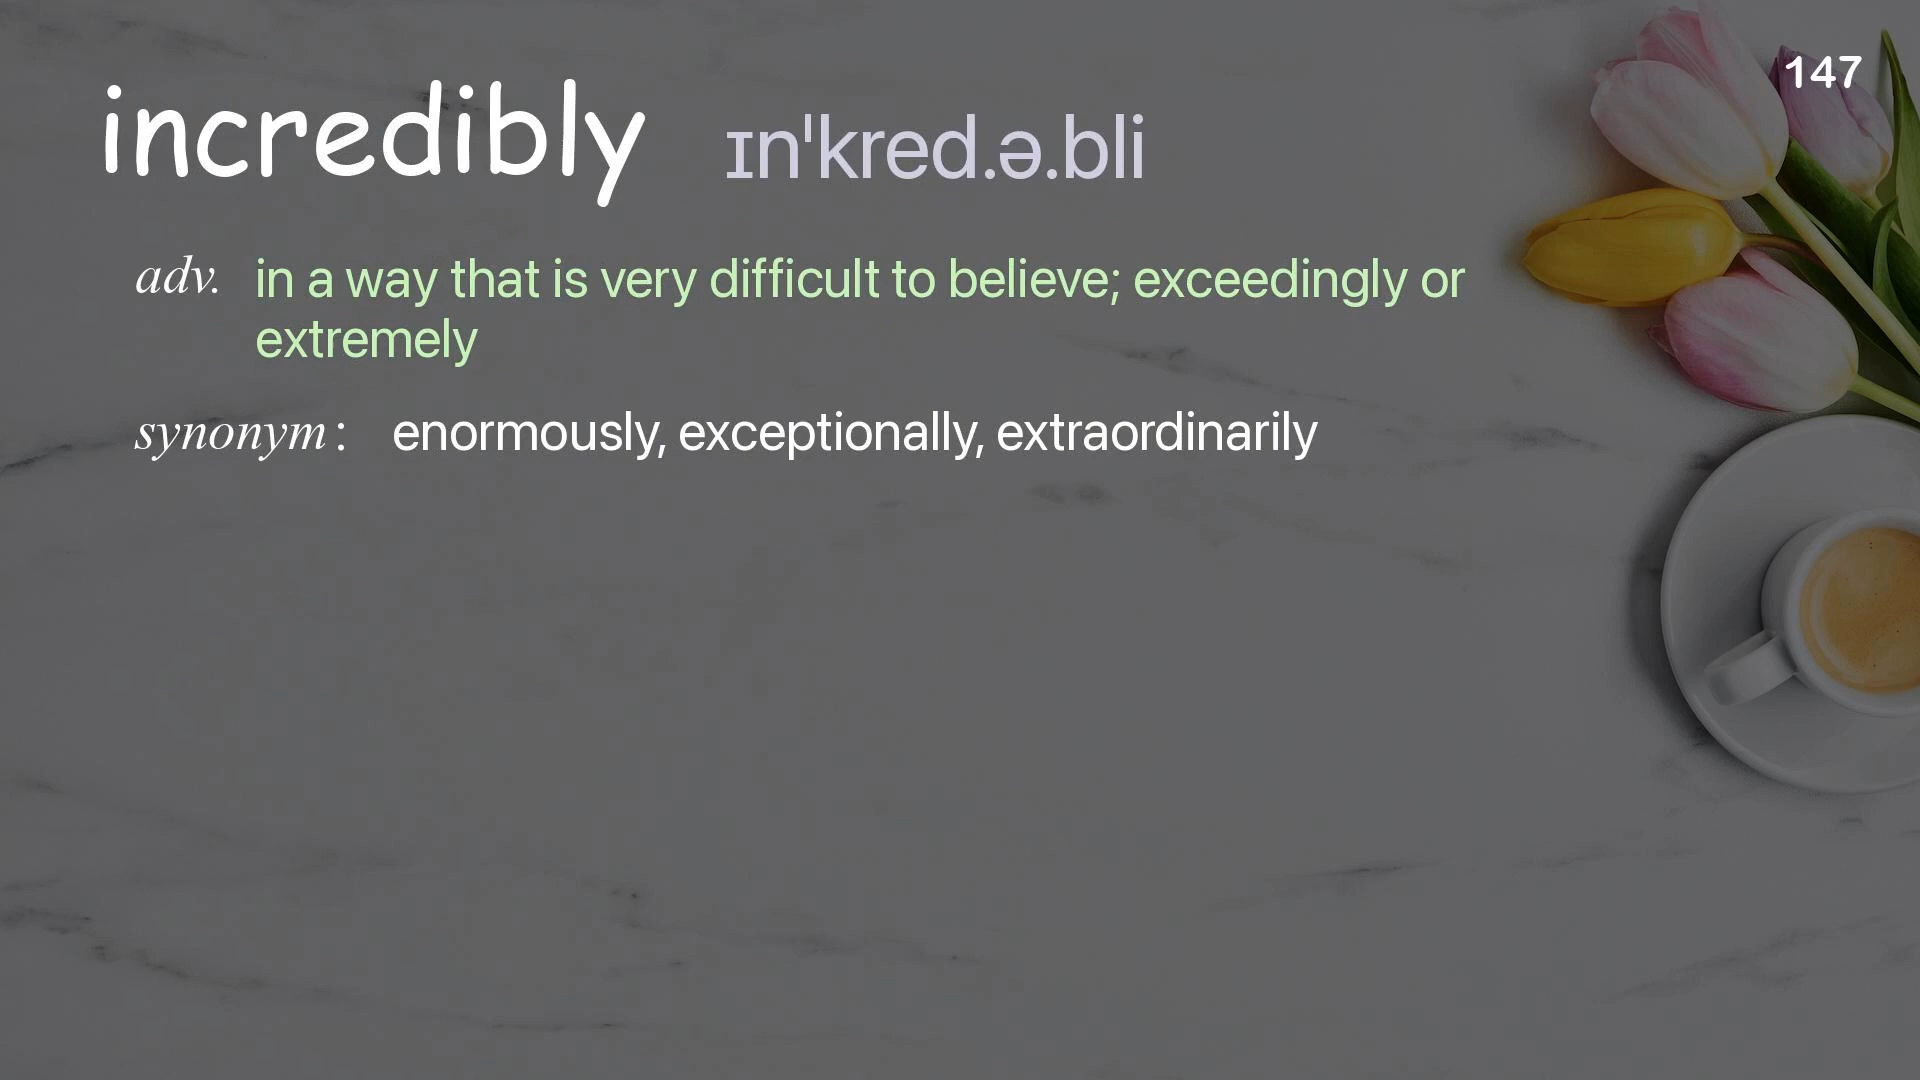 147
incredibly ɪnˈkred.ə.bli
adv. in a way that is very difficult to believe; exceedingly or
extremely
synonym: enormously, exceptionally, extraordinarily